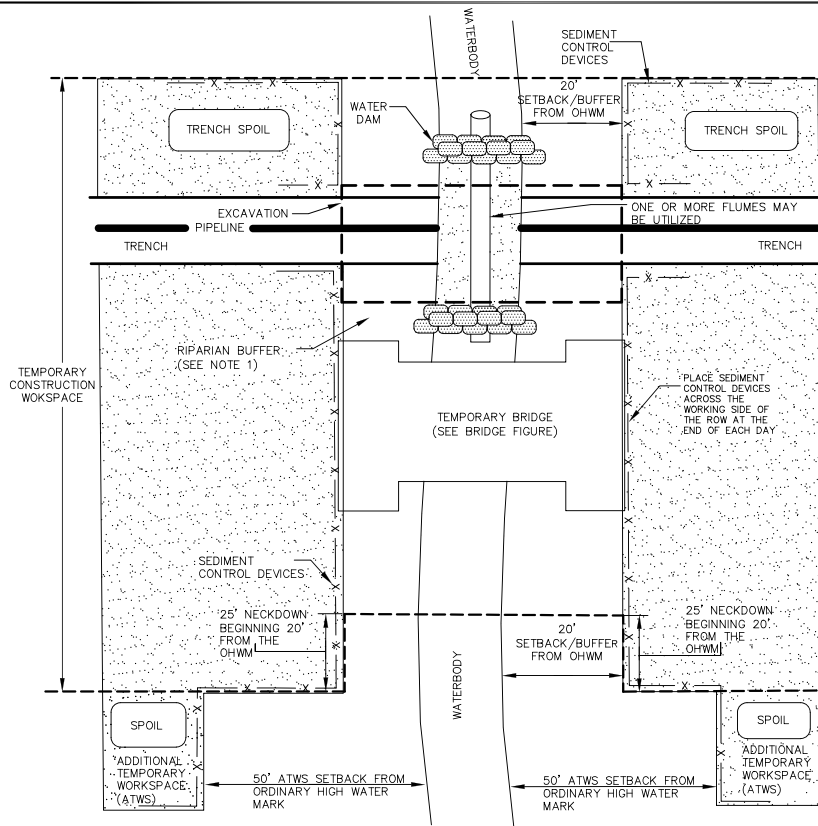 WATERBODY
SEDIMENT
CONTROL
DEVICES
20'
SETBACK/BUFFER
FROM OHWM
WATER
DAM
TRENCH SPOIL
TRENCH SPOIL
EXCAVATION
PIPELINE
ONE OR MORE FLUMES MAY
BE UTILIZED
TRENCH
TRENCH
RIPARIAN BUFFER
(SEE NOTE 1)
TEMPORARY
CONSTRUCTION
WOKSPACE
PLACE SEDIMENT
CONTROL DEVICES
ACROSS THE
WORKING SIDE OF
THE ROW AT THE
END OF EACH DAY
TEMPORARY BRIDGE
(SEE BRIDGE FIGURE)
SEDIMENT
CONTROL DEVICES
25' NECKDOWN
BEGINNING 20'
FROM THE
OHWM
20'
SETBACK/BUFFER
FROM OHWM
25' NECKDOWN
BEGINNING 20'
FROM THE
OHWM
WATERBODY
SPOIL
SPOIL
ADDITIONAL
TEMPORARY
WORKSPACE
(ATWS)
50' ATWS SETBACK FROM
ORDINARY HIGH WATER
MARK
50' ATWS SETBACK FROM
ORDINARY HIGH WATER
MARK
ADDITIONAL
TEMPORARY
WORKSPACE
(ATWS)